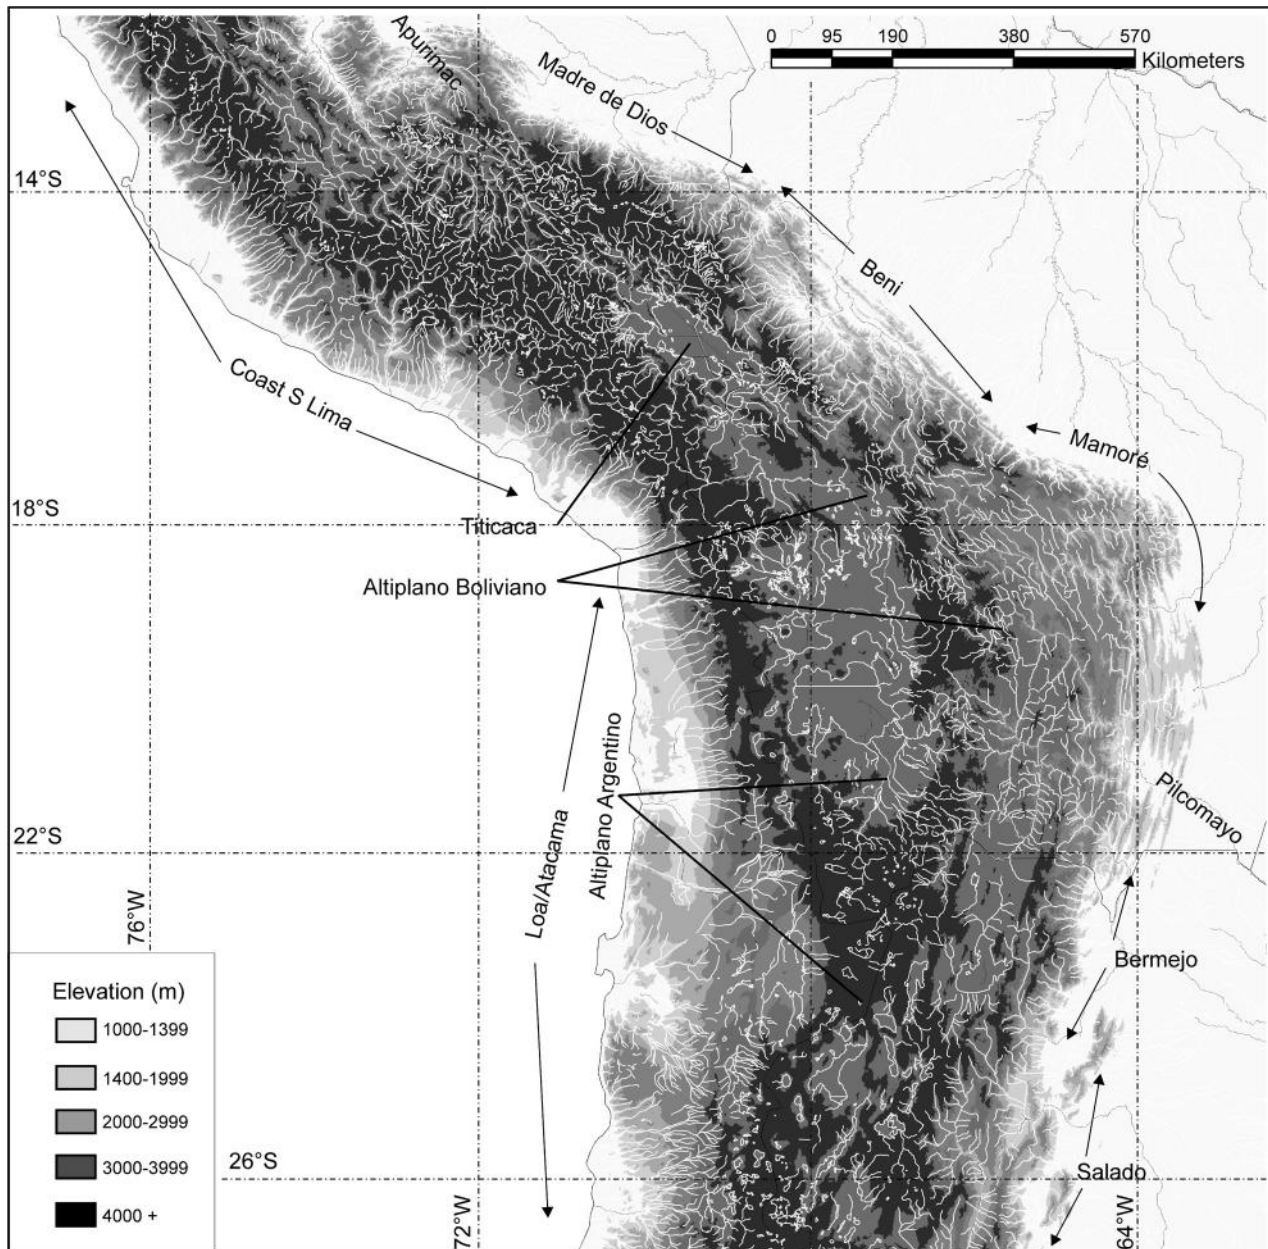 0 95 190 380 570
Kilometers
Apurimac
Madre de Dios
14°S
Beni
Coast S Lima
Mamoré
18°S
Titicaca
Altiplano Boliviano
Loa/Atacama
Altiplano Argentino
Pilcomayo
22°S
76°W
Bermejo
Elevation (m)
1000-1399
1400-1999
2000-2999
3000-3999
4000 +
26°S
Salado
72°W
64°W